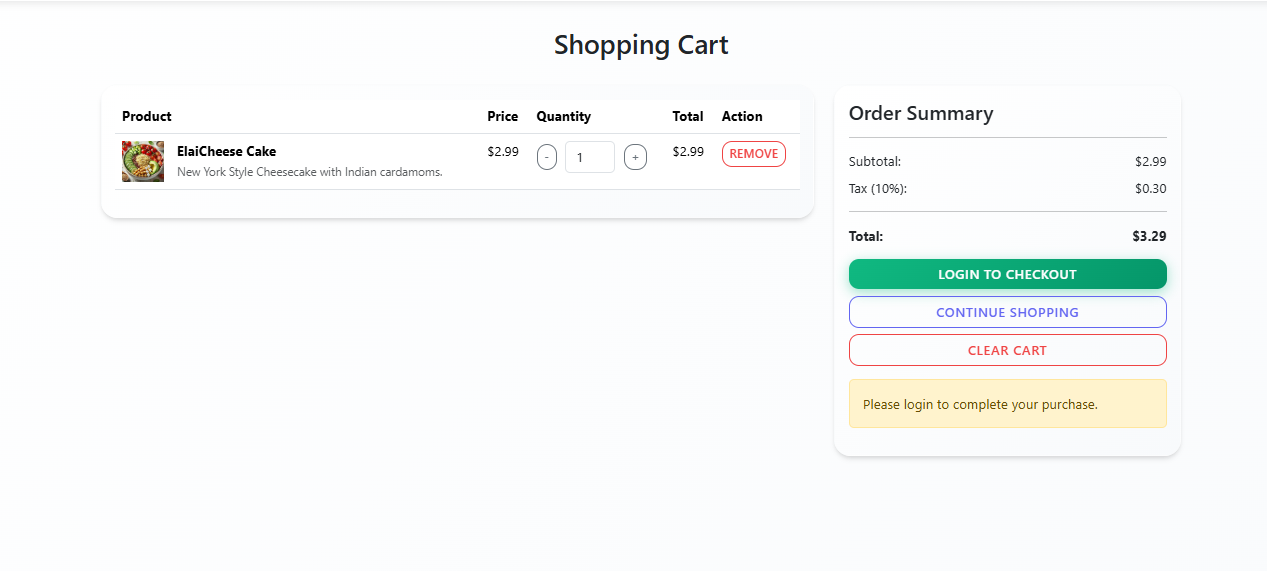 Shopping Cart
Product Price Quantity Total Action
ElaiCheese Cake $2.99 - 1 + $2.99 REMOVE
New York Style Cheesecake with Indian cardamoms.
Order Summary
Subtotal: $2.99
Tax (10%): $0.30
Total: $3.29
LOGIN TO CHECKOUT
CONTINUE SHOPPING
CLEAR CART
Please login to complete your purchase.